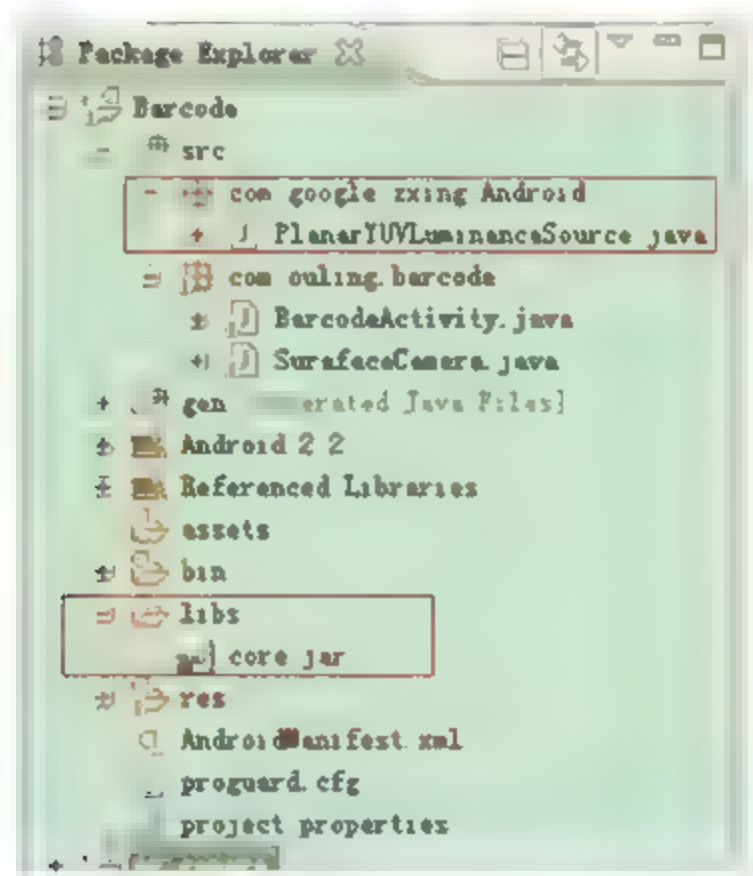 Package Explorer
Barcode
src
com google zxing Android
PlanarYUVLuminanceSource java
com ouling.barcode
BarcodeActivity.java
SurafaceCamera.java
gen erated Java Files]
Android 2 2
Referenced Libraries
assets
bin
libs
core jar
res
AndroidManifest.xml
proguard.cfg
project properties